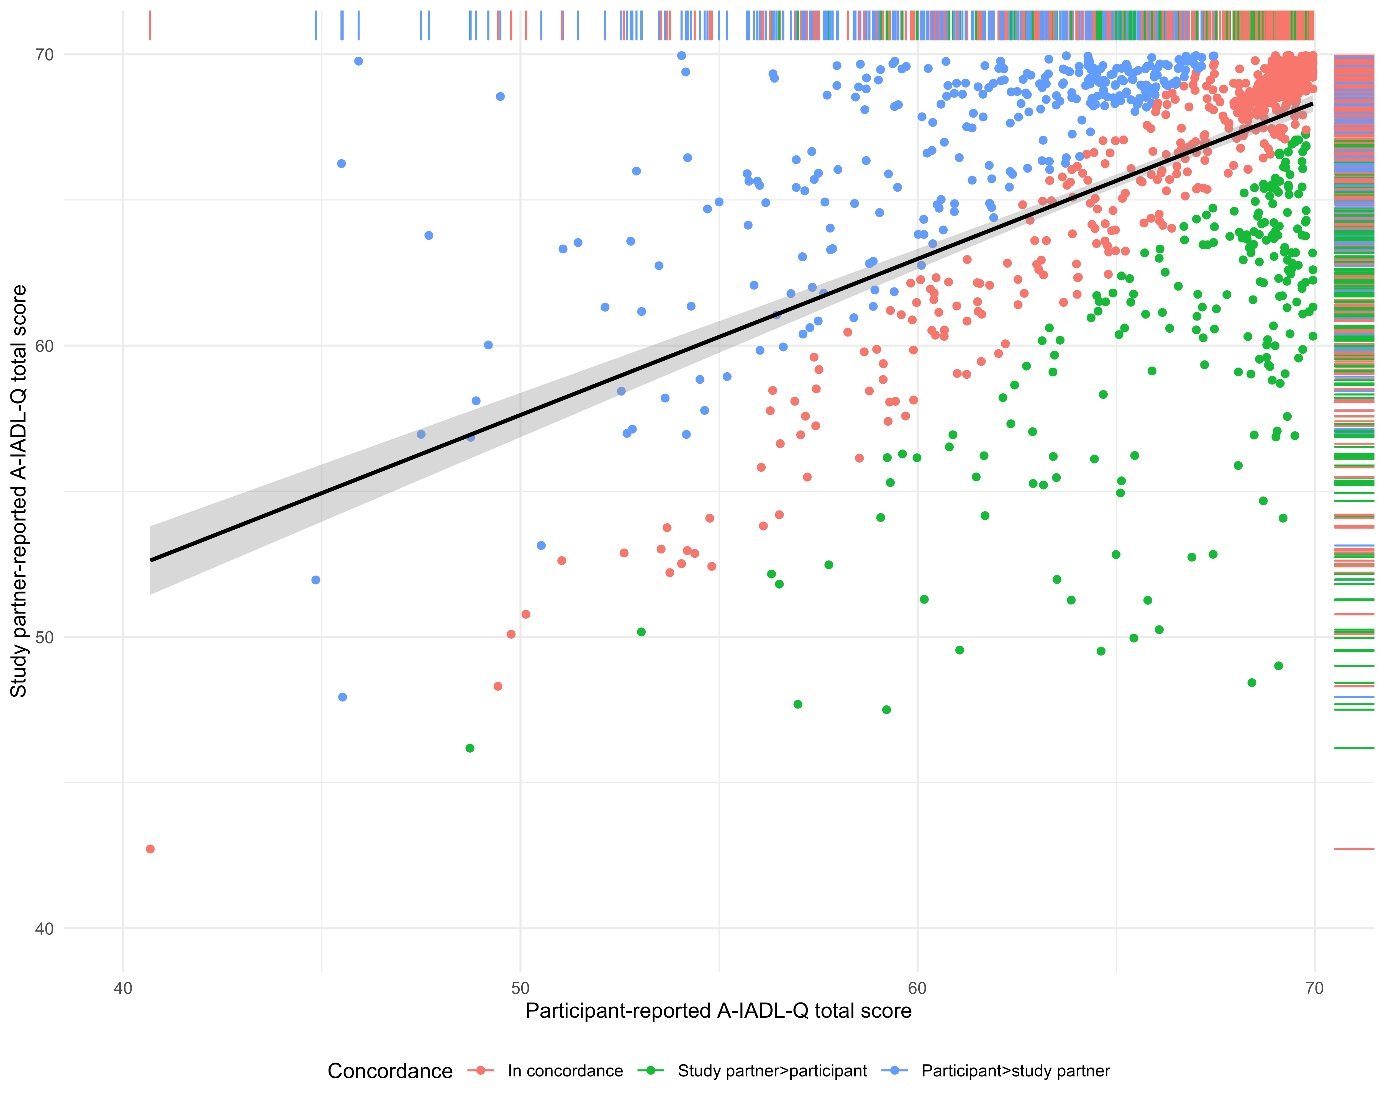 70
60
50
40
Study partner-reported A-IADL-Q total score
40 50 60 70
Participant-reported A-IADL-Q total score
Concordance In concordance Study partner>participant Participant>study partner